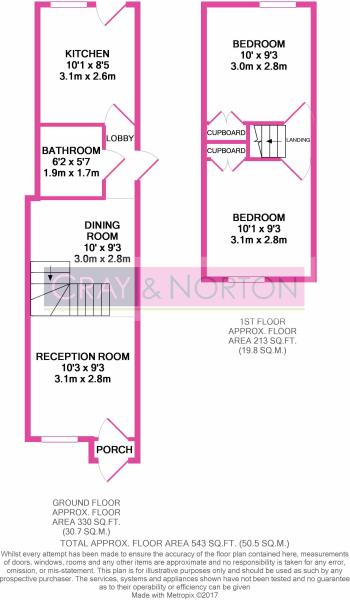 KITCHEN
10'1 x 8'5
3.1m x 2.6m
LOBBY
BATHROOM
6'2 x 5'7
1.9m x 1.7m
DINING
ROOM
10' x 9'3
3.0m x 2.8m
RECEPTION ROOM
10'3 x 9'3
3.1m x 2.8m
PORCH
GROUND FLOOR
APPROX. FLOOR
AREA 330 SQ.FT.
(30.7 SQ.M.)
BEDROOM
10' x 9'3
3.0m x 2.8m
CUPBOARD
LANDING
CUPBOARD
BEDROOM
10'1 x 9'3
3.1m x 2.8m
GRAY & NORTON
1ST FLOOR
APPROX. FLOOR
AREA 213 SQ.FT.
(19.8 SQ.M.)
TOTAL APPROX. FLOOR AREA 543 SQ.FT. (50.5 SQ.M.)
Whilst every attempt has been made to ensure the accuracy of the floor plan contained here, measurements
of doors, windows, rooms and any other items are approximate and no responsibility is taken for any error,
omission, or mis-statement. This plan is for illustrative purposes only and should be used as such by any
prospective purchaser. The services, systems and appliances shown have not been tested and no guarantee
as to their operability or efficiency can be given
Made with Metropix ©2017